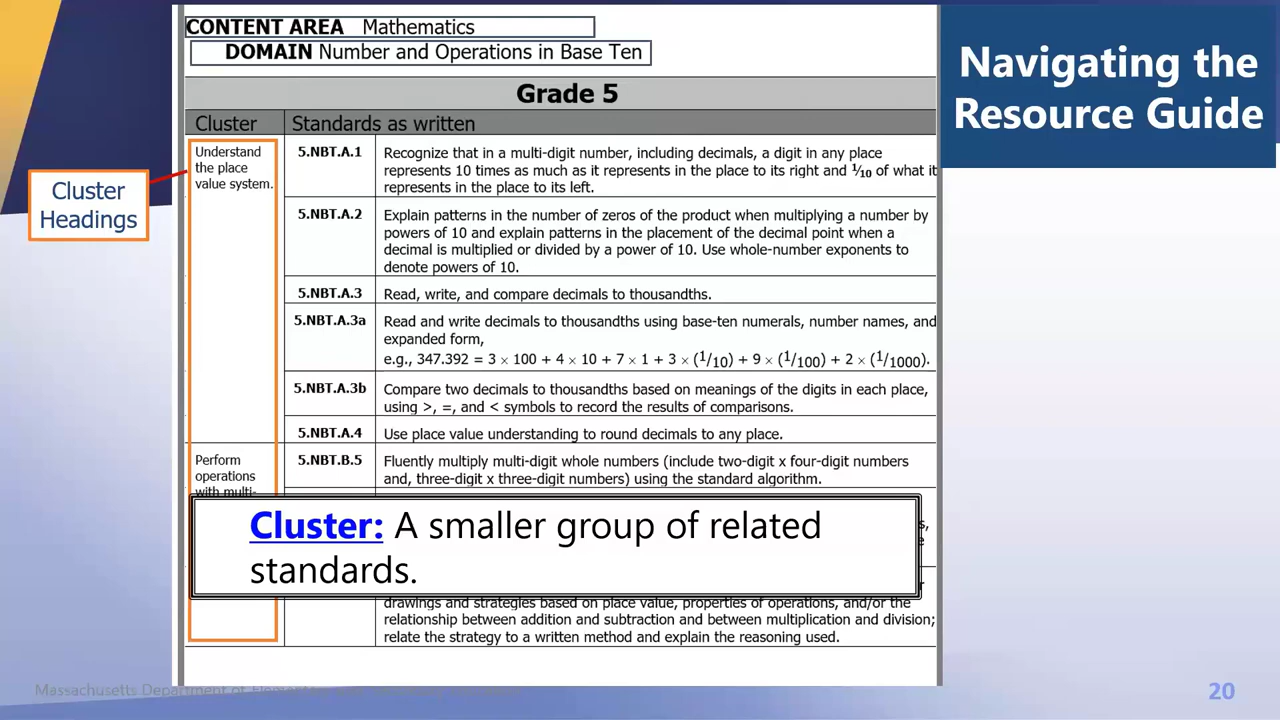 CONTENT AREA Mathematics
DOMAIN Number and Operations in Base Ten
Navigating the
Resource Guide
Grade 5
Cluster Standards as written
Cluster
Headings
Understand
the place
value system.
5.NBT.A.1 Recognize that in a multi-digit number, including decimals, a digit in any place
represents 10 times as much as it represents in the place to its right and 1/10 of what it
represents in the place to its left.
5.NBT.A.2 Explain patterns in the number of zeros of the product when multiplying a number by
powers of 10 and explain patterns in the placement of the decimal point when a
decimal is multiplied or divided by a power of 10. Use whole-number exponents to
denote powers of 10.
5.NBT.A.3 Read, write, and compare decimals to thousandths.
5.NBT.A.3a Read and write decimals to thousandths using base-ten numerals, number names, and
expanded form,
e.g., 347.392 = 3 × 100 + 4 × 10 + 7 × 1 + 3 × (1/10) + 9 × (1/100) + 2 × (1/1000).
5.NBT.A.3b Compare two decimals to thousandths based on meanings of the digits in each place,
using >, =, and < symbols to record the results of comparisons.
5.NBT.A.4 Use place value understanding to round decimals to any place.
Perform
operations
with multi-
5.NBT.B.5 Fluently multiply multi-digit whole numbers (include two-digit x four-digit numbers
and, three-digit x three-digit numbers) using the standard algorithm.
Cluster: A smaller group of related
standards.
drawings and strategies based on place value, properties of operations, and/or the
relationship between addition and subtraction and between multiplication and division;
relate the strategy to a written method and explain the reasoning used.
Massachusetts Department of
20